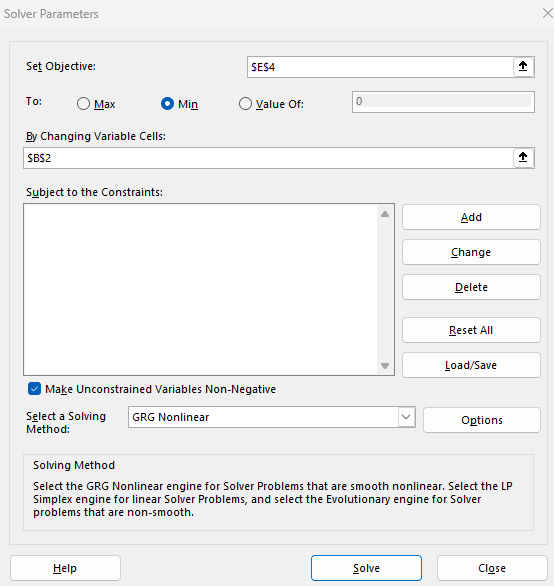 Solver Parameters
Set Objective:
$E$4
To:
Max
Min
Value Of:
0
By Changing Variable Cells:
$B$2
Subject to the Constraints:
Add
Change
Delete
Reset All
Load/Save
Make Unconstrained Variables Non-Negative
Select a Solving
Method:
GRG Nonlinear
Options
Solving Method
Select the GRG Nonlinear engine for Solver Problems that are smooth nonlinear. Select the LP
Simplex engine for linear Solver Problems, and select the Evolutionary engine for Solver
problems that are non-smooth.
Help
Solve
Close